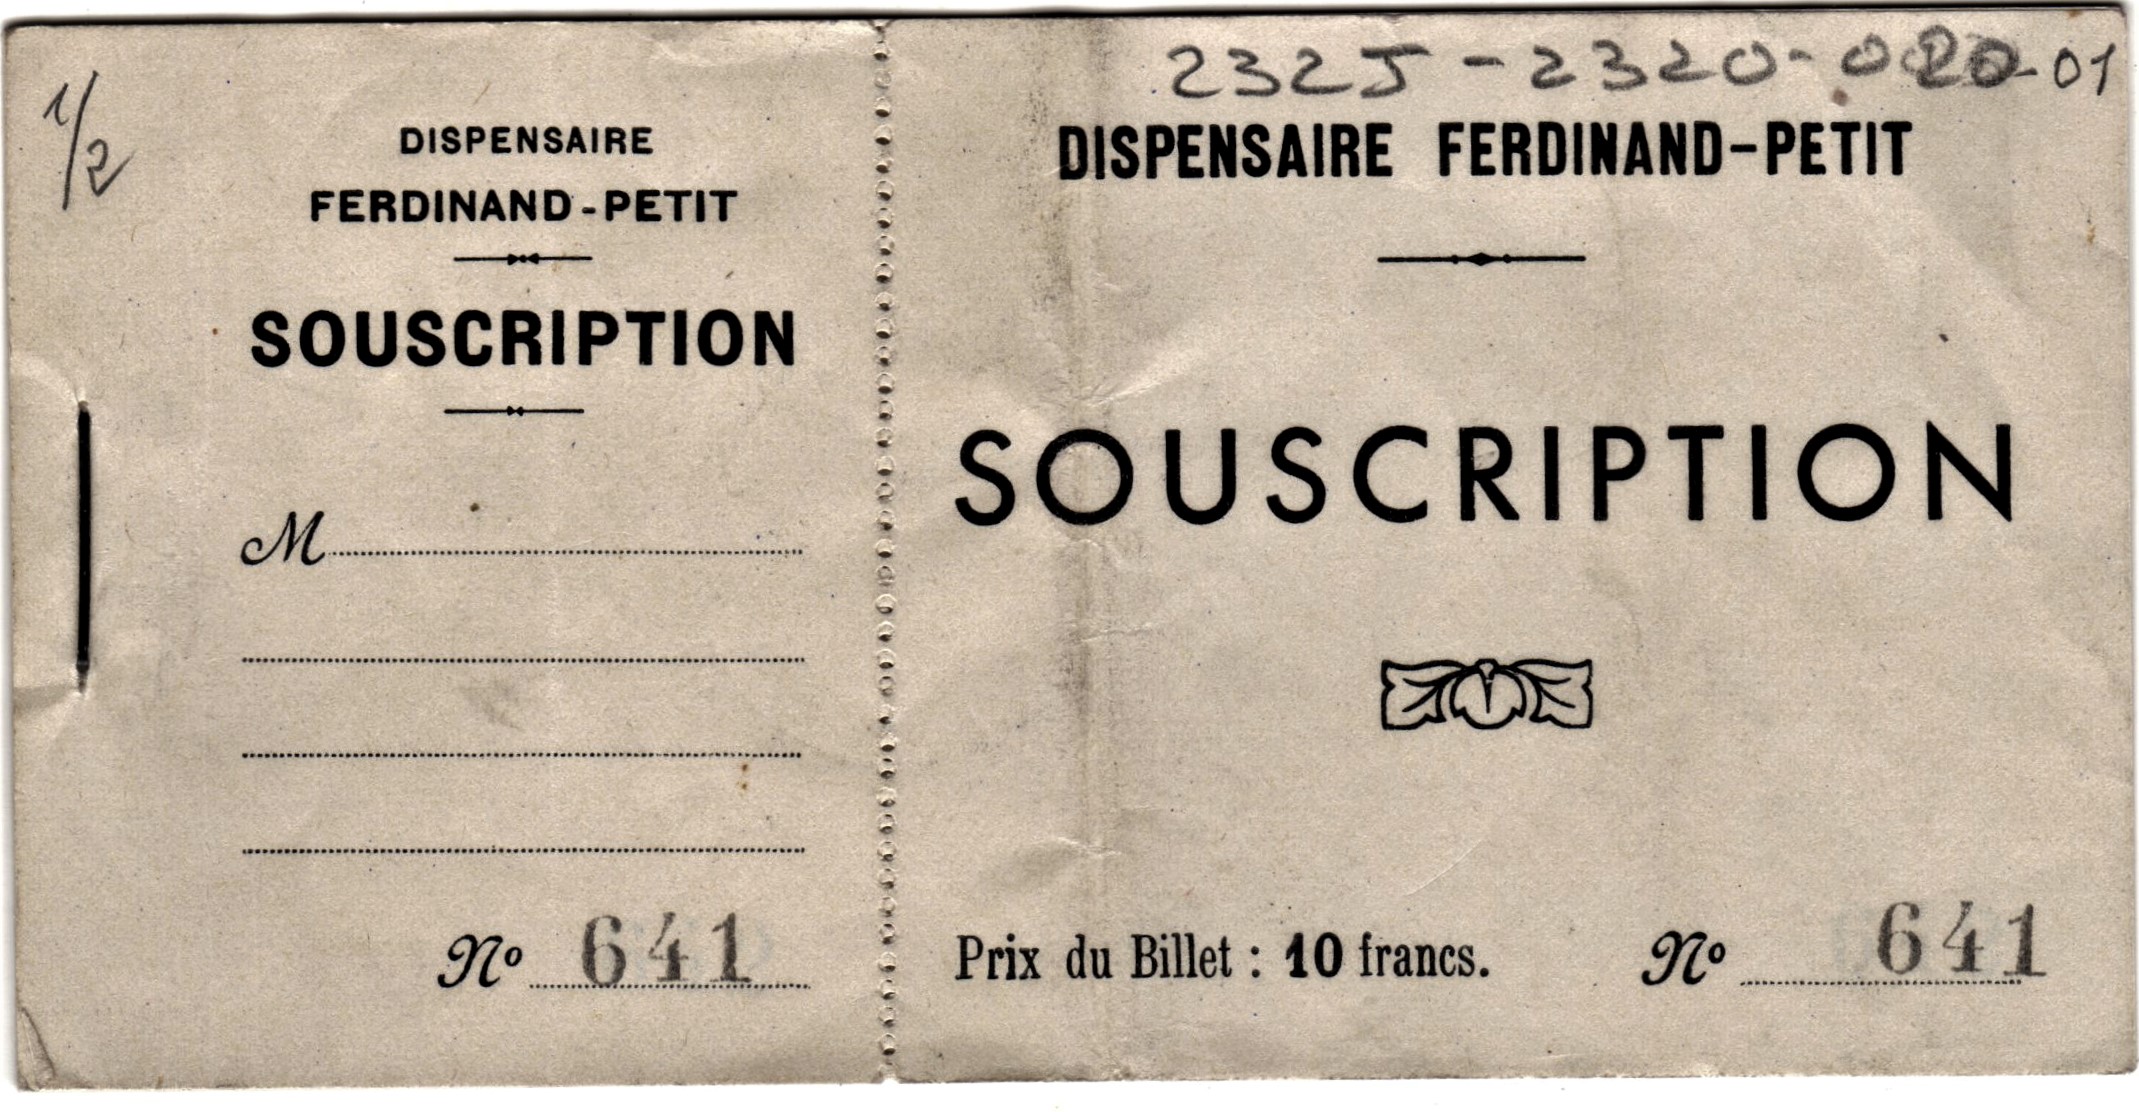 1/2
DISPENSAIRE
FERDINAND-PETIT
SOUSCRIPTION
M
Nº 641
2325-2320-020-01
DISPENSAIRE FERDINAND-PETIT
SOUSCRIPTION
Prix du Billet : 10 francs. Nº 641